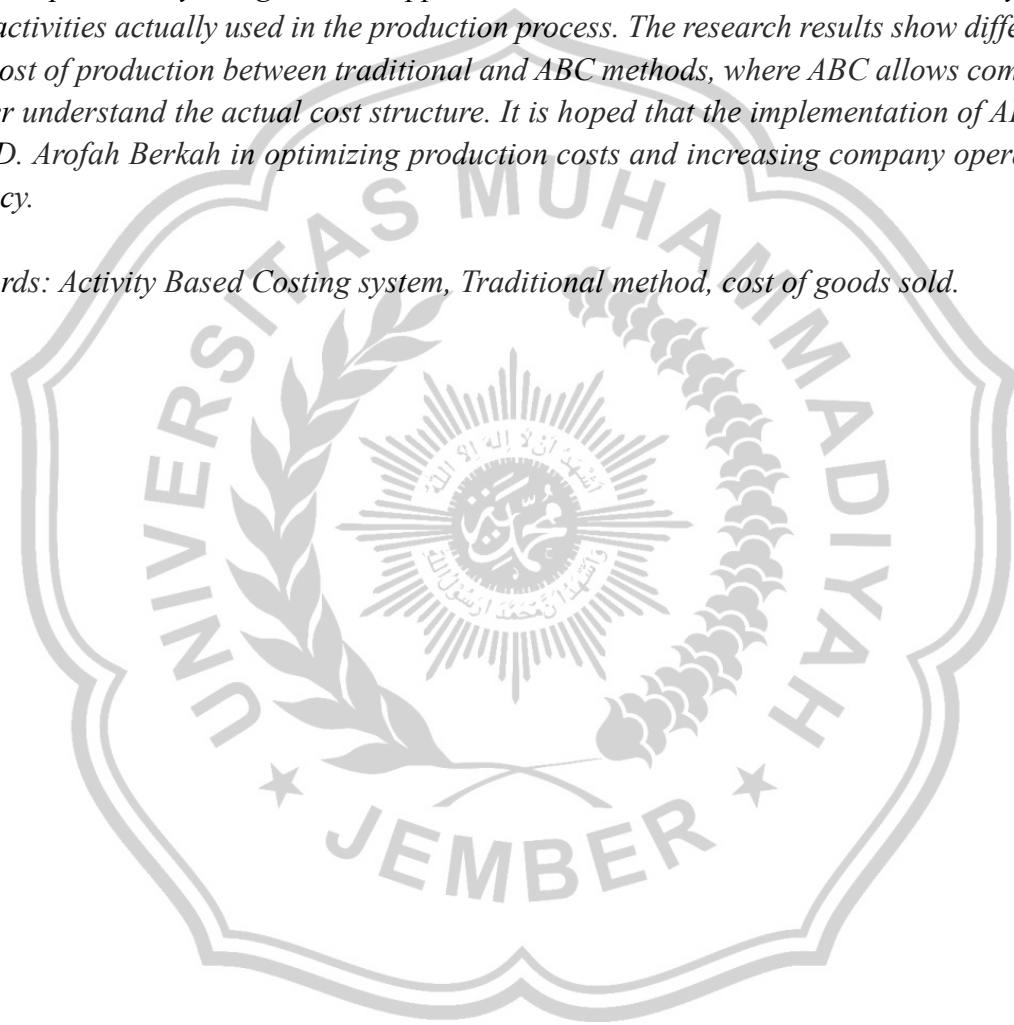 activities actually used in the production process. The research results show
ost of production between traditional and ABC methods, where ABC allows
er understand the actual cost structure. It is hoped that the implementation of
D. Arofah Berkah in optimizing production costs and increasing company
cy.
rds: Activity Based Costing system, Traditional method, cost of goods sold.
UNIVERSITAS MUHAMMADIYAH
JEMBER